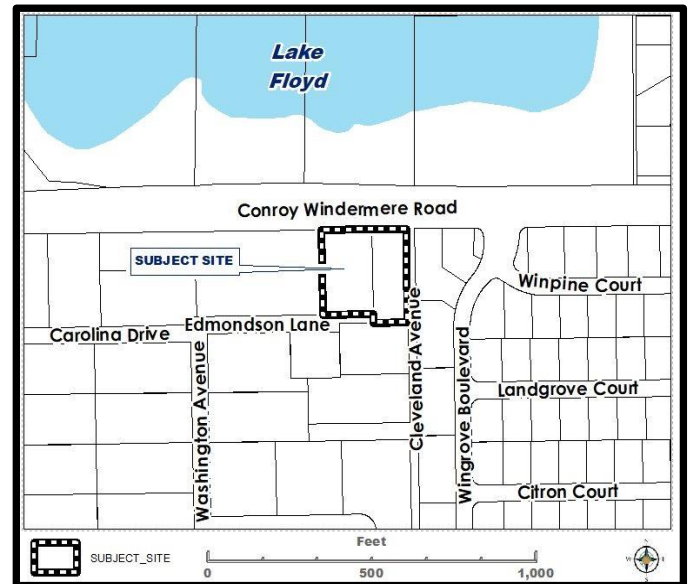 Lake
Floyd
Conroy Windermere Road
SUBJECT SITE
Winpine Court
Edmondson Lane
Carolina Drive
Cleveland Avenue
Washington Avenue
Wingrove Boulevard
Landgrove Court
Citron Court
SUBJECT_SITE
Feet
0 500 1,000
N
W E
S